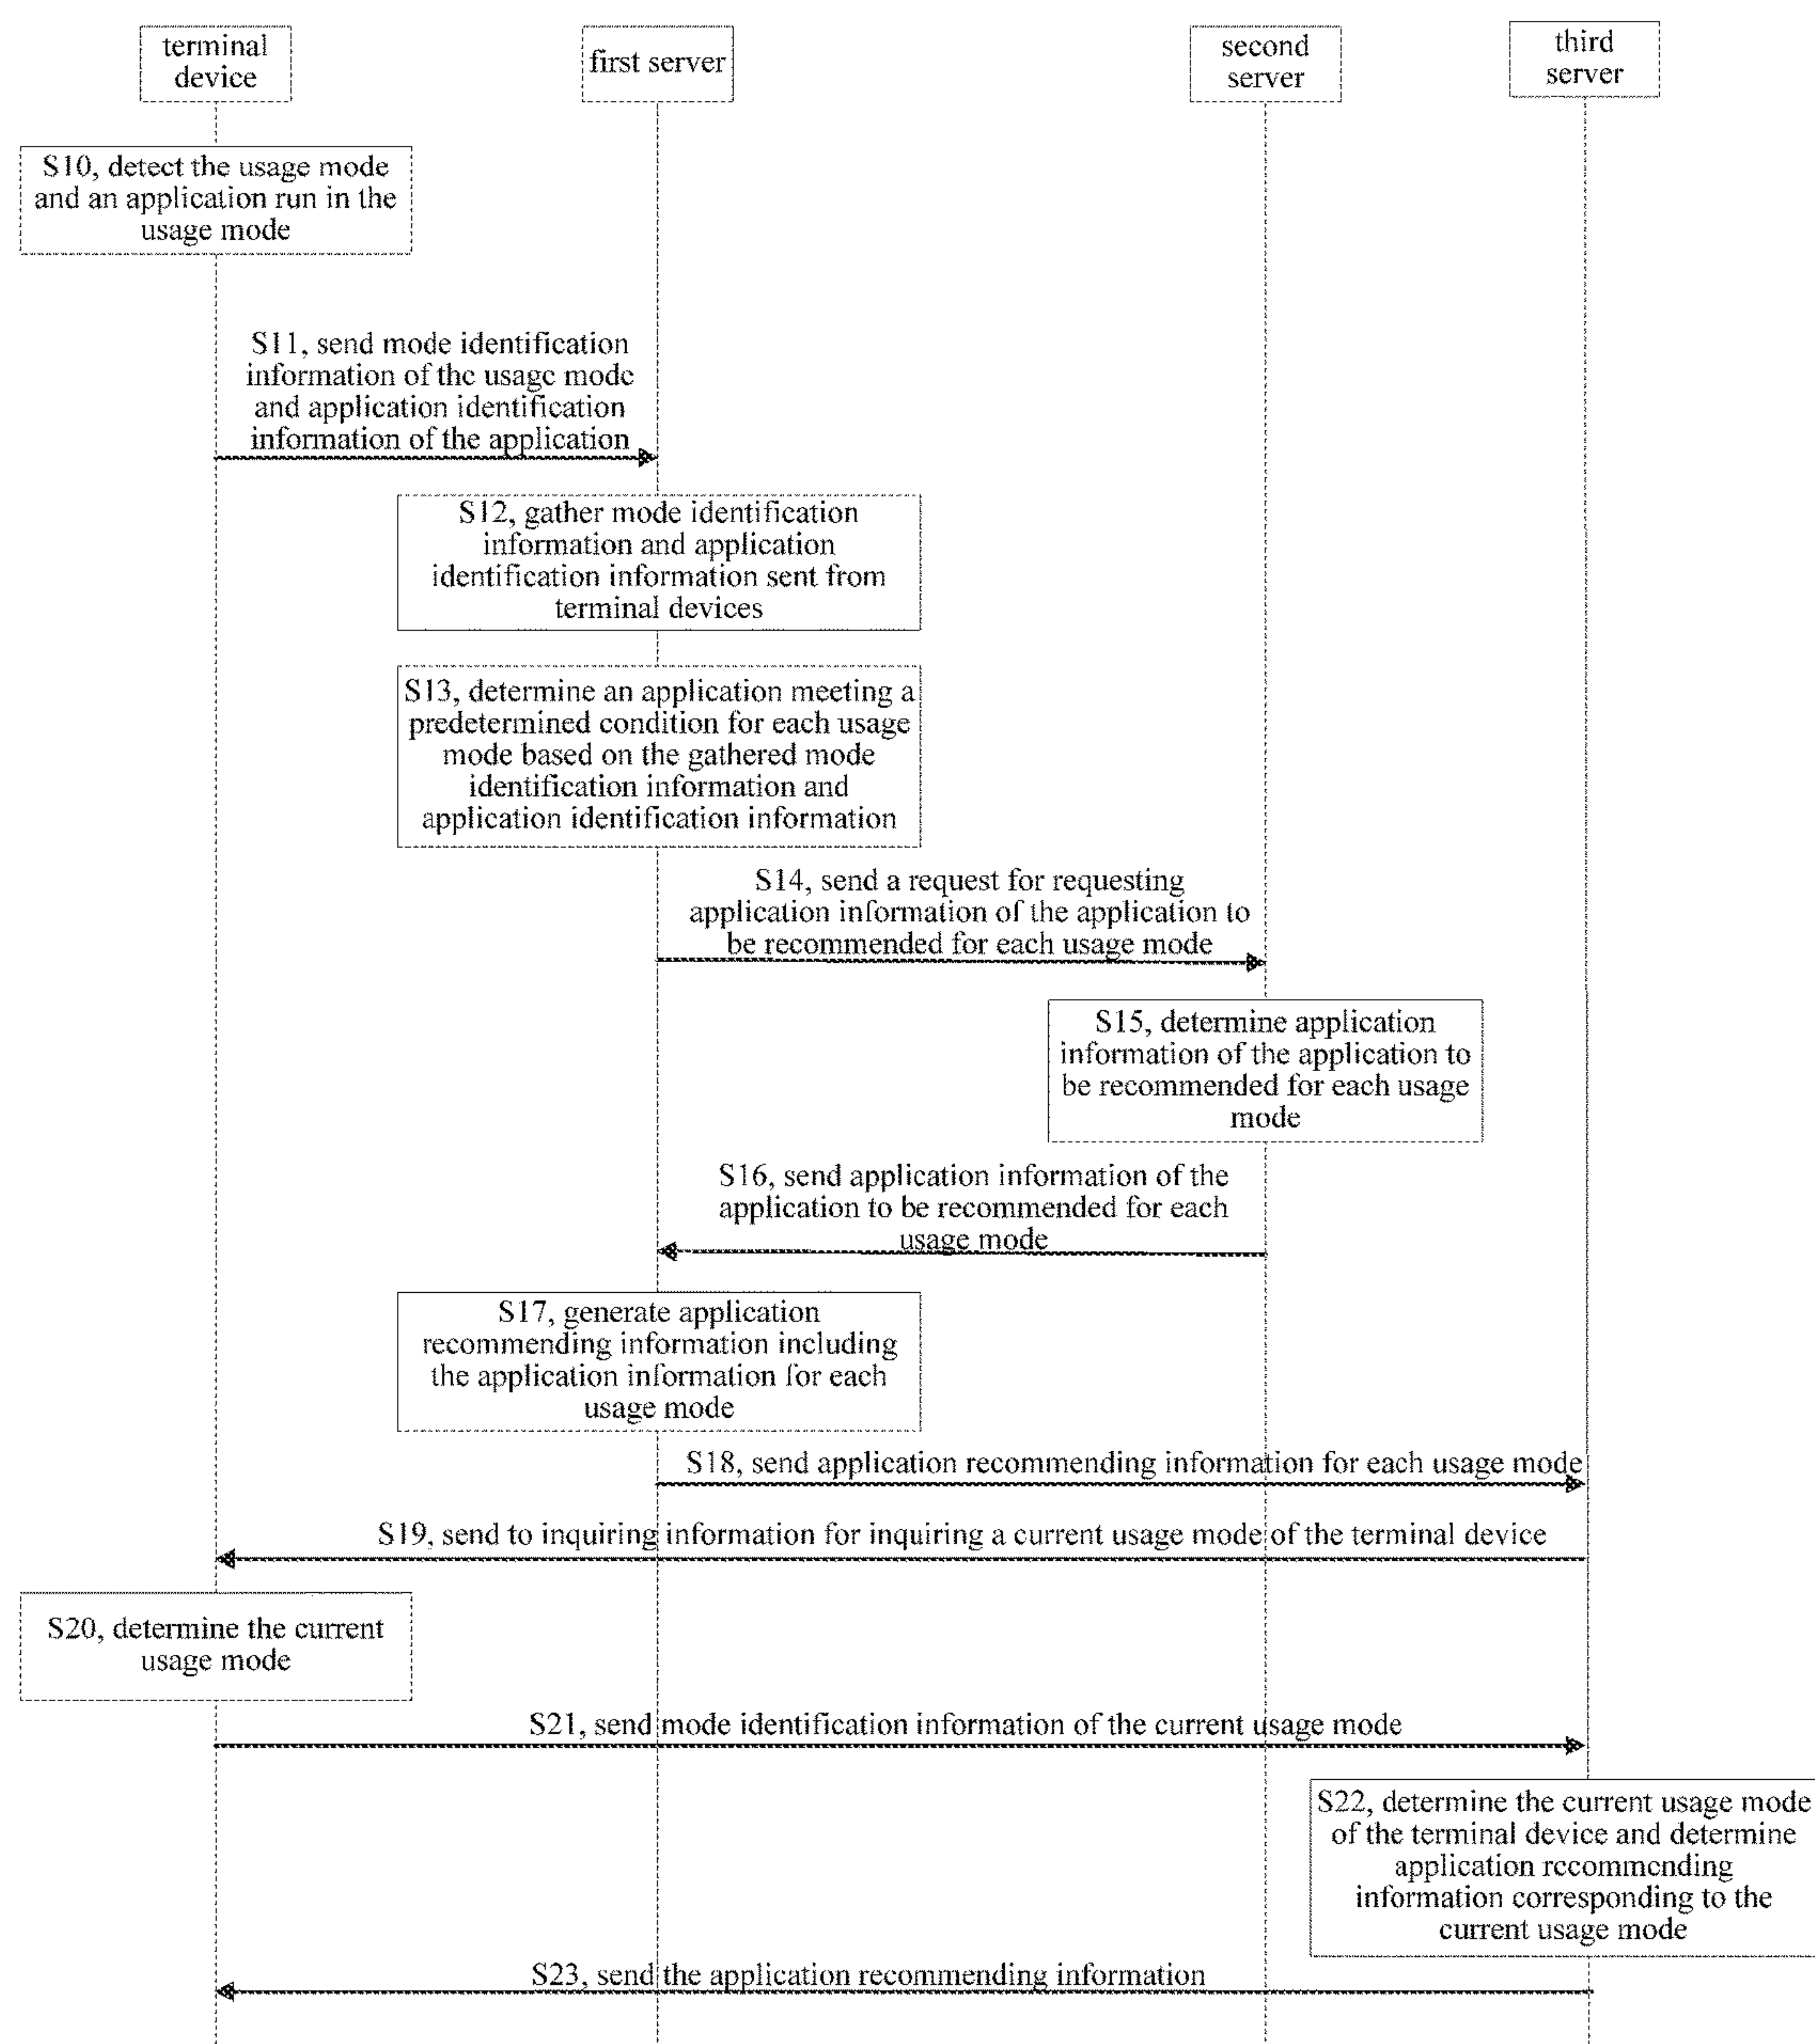 terminal
device
first server
second
server
third
server
S10, detect the usage mode
and an application run in the
usage mode
S11, send mode identification
information of the usage mode
and application identification
information of the application
S12, gather mode identification
information and application
identification information sent from
terminal devices
S13, determine an application meeting a
predetermined condition for each usage
mode based on the gathered mode
identification information and
application identification information
S14, send a request for requesting
application information of the application to
be recommended for each usage mode
S15, determine application
information of the application to
be recommended for each usage
mode
S16, send application information of the
application to be recommended for each
usage mode
S17, generate application
recommending information including
the application information for each
usage mode
S18, send application recommending information for each usage mode
S19, send to inquiring information for inquiring a current usage mode of the terminal device
S20, determine the current
usage mode
S21, send mode identification information of the current usage mode
S22, determine the current usage mode
of the terminal device and determine
application recommending
information corresponding to the
current usage mode
S23, send the application recommending information